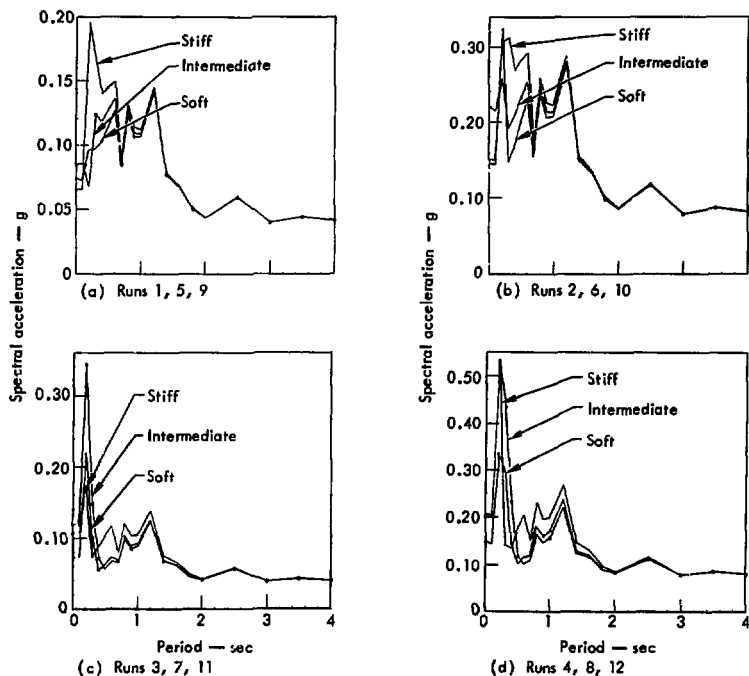 0.20
0.15
0.10
0.05
0
Stiff
Intermediate
Soft
(a) Runs 1, 5, 9
0.30
0.20
0.10
0
Stiff
Intermediate
Soft
(b) Runs 2, 6, 10
Spectral acceleration — g
Spectral acceleration — g
0.30
0.20
0.10
0
Stiff
Intermediate
Soft
0 1 2 3 4
Period — sec
(c) Runs 3, 7, 11
0.50
0.40
0.30
0.20
0.10
0
Stiff
Intermediate
Soft
0 1 2 3 4
Period — sec
(d) Runs 4, 8, 12